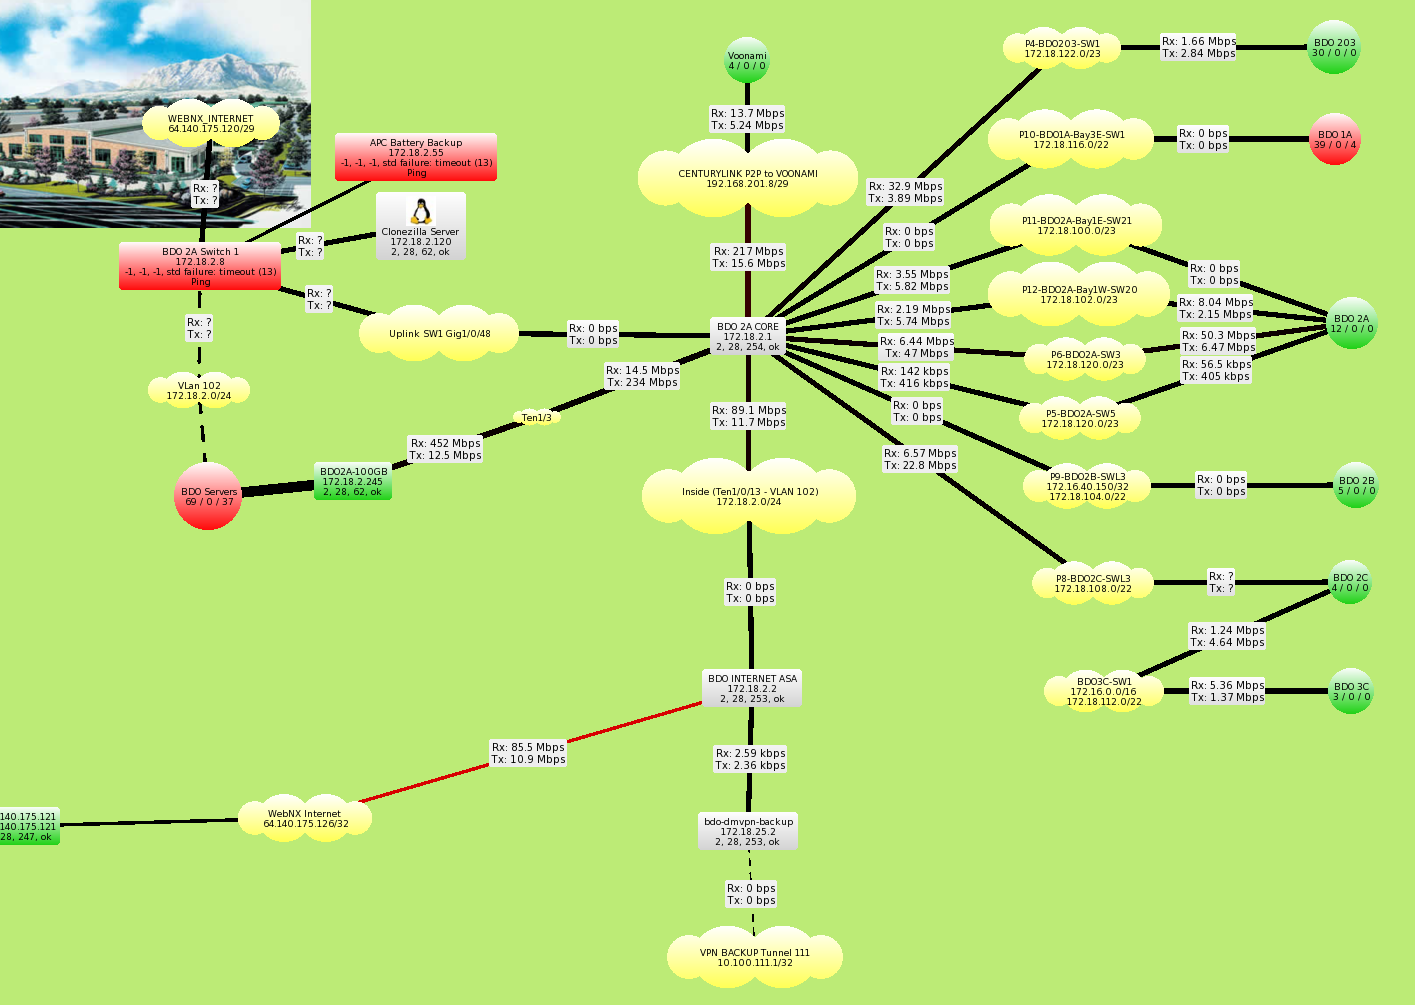 WEBNX_INTERNET
64.140.175.120/29
Rx: ?
Tx: ?
APC Battery Backup
172.18.2.55
-1, -1, -1, std failure: timeout (13)
Ping
Clonezilla Server
172.18.2.120
2, 28, 62, ok
Rx: ?
Tx: ?
BDO 2A Switch 1
172.18.2.8
-1, -1, -1, std failure: timeout (13)
Ping
Rx: ?
Tx: ?
Rx: ?
Tx: ?
Uplink SW1 Gig1/0/48
Rx: 0 bps
Tx: 0 bps
VLan 102
172.18.2.0/24
BDO Servers
69 / 0 / 37
BDO2A-100GB
172.18.2.245
2, 28, 62, ok
Rx: 452 Mbps
Tx: 12.5 Mbps
Ten1/3
Rx: 14.5 Mbps
Tx: 234 Mbps
Voonami
4 / 0 / 0
Rx: 13.7 Mbps
Tx: 5.24 Mbps
CENTURYLINK P2P to VOONAMI
192.168.201.8/29
Rx: 217 Mbps
Tx: 15.6 Mbps
BDO 2A CORE
172.18.2.1
2, 28, 254, ok
Rx: 89.1 Mbps
Tx: 11.7 Mbps
Inside (Ten1/0/13 - VLAN 102)
172.18.2.0/24
Rx: 0 bps
Tx: 0 bps
BDO INTERNET ASA
172.18.2.2
2, 28, 253, ok
Rx: 85.5 Mbps
Tx: 10.9 Mbps
WebNX Internet
64.140.175.126/32
140.175.121
140.175.121
28, 247, ok
Rx: 2.59 kbps
Tx: 2.36 kbps
bdo-dmvpn-backup
172.18.25.2
2, 28, 253, ok
Rx: 0 bps
Tx: 0 bps
VPN BACKUP Tunnel 111
10.100.111.1/32
P4-BDO203-SW1
172.18.122.0/23
Rx: 1.66 Mbps
Tx: 2.84 Mbps
BDO 203
30 / 0 / 0
Rx: 32.9 Mbps
Tx: 3.89 Mbps
P10-BDO1A-Bay3E-SW1
172.18.116.0/22
Rx: 0 bps
Tx: 0 bps
BDO 1A
39 / 0 / 4
Rx: 0 bps
Tx: 0 bps
P11-BDO2A-Bay1E-SW21
172.18.100.0/23
Rx: 0 bps
Tx: 0 bps
Rx: 3.55 Mbps
Tx: 5.82 Mbps
P12-BDO2A-Bay1W-SW20
172.18.102.0/23
Rx: 8.04 Mbps
Tx: 2.15 Mbps
Rx: 2.19 Mbps
Tx: 5.74 Mbps
BDO 2A
12 / 0 / 0
Rx: 6.44 Mbps
Tx: 47 Mbps
P6-BDO2A-SW3
172.18.120.0/23
Rx: 50.3 Mbps
Tx: 6.47 Mbps
Rx: 142 kbps
Tx: 416 kbps
Rx: 56.5 kbps
Tx: 405 kbps
P5-BDO2A-SW5
172.18.120.0/23
Rx: 0 bps
Tx: 0 bps
Rx: 6.57 Mbps
Tx: 22.8 Mbps
P9-BDO2B-SWL3
172.16.40.150/32
172.18.104.0/22
Rx: 0 bps
Tx: 0 bps
BDO 2B
5 / 0 / 0
P8-BDO2C-SWL3
172.18.108.0/22
Rx: ?
Tx: ?
BDO 2C
4 / 0 / 0
Rx: 1.24 Mbps
Tx: 4.64 Mbps
BDO3C-SW1
172.16.0.0/16
172.18.112.0/22
Rx: 5.36 Mbps
Tx: 1.37 Mbps
BDO 3C
3 / 0 / 0